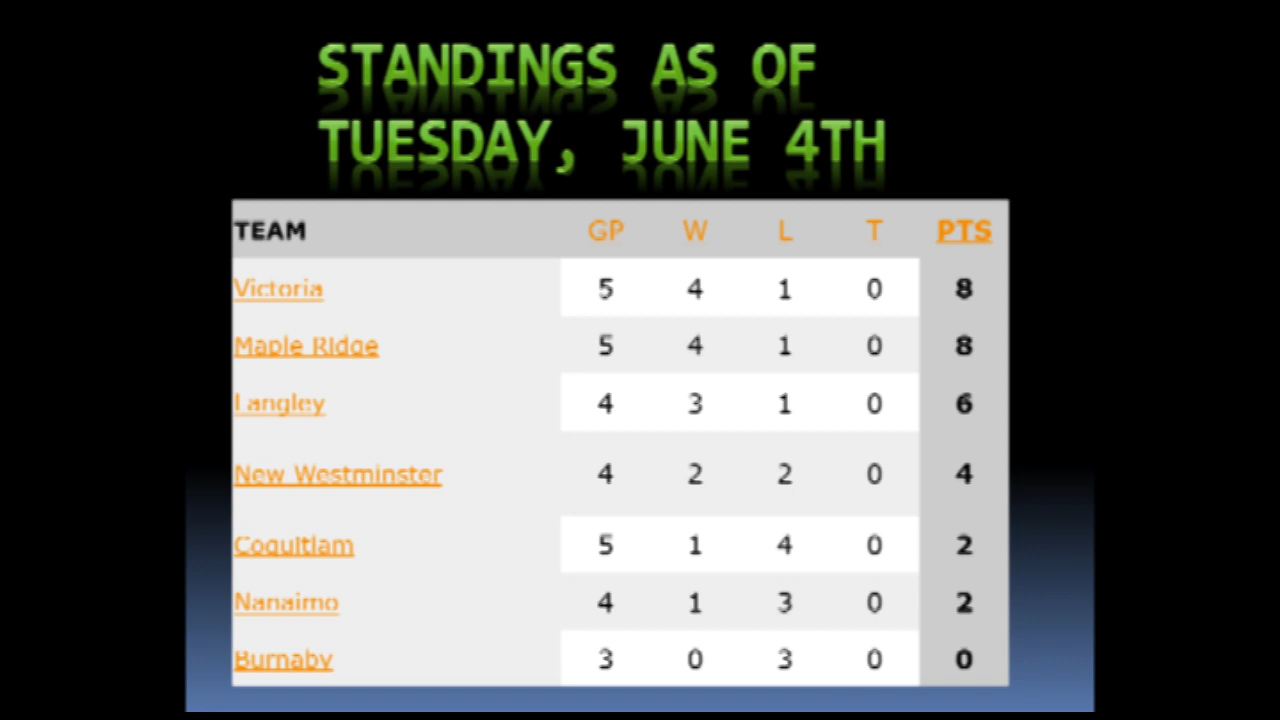 STANDINGS AS OF
TUESDAY, JUNE 4TH
TEAM GP W L T PTS
Victoria 5 4 1 0 8
Maple Ridge 5 4 1 0 8
Langley 4 3 1 0 6
New Westminster 4 2 2 0 4
Coquitlam 5 1 4 0 2
Nanaimo 4 1 3 0 2
Burnaby 3 0 3 0 0